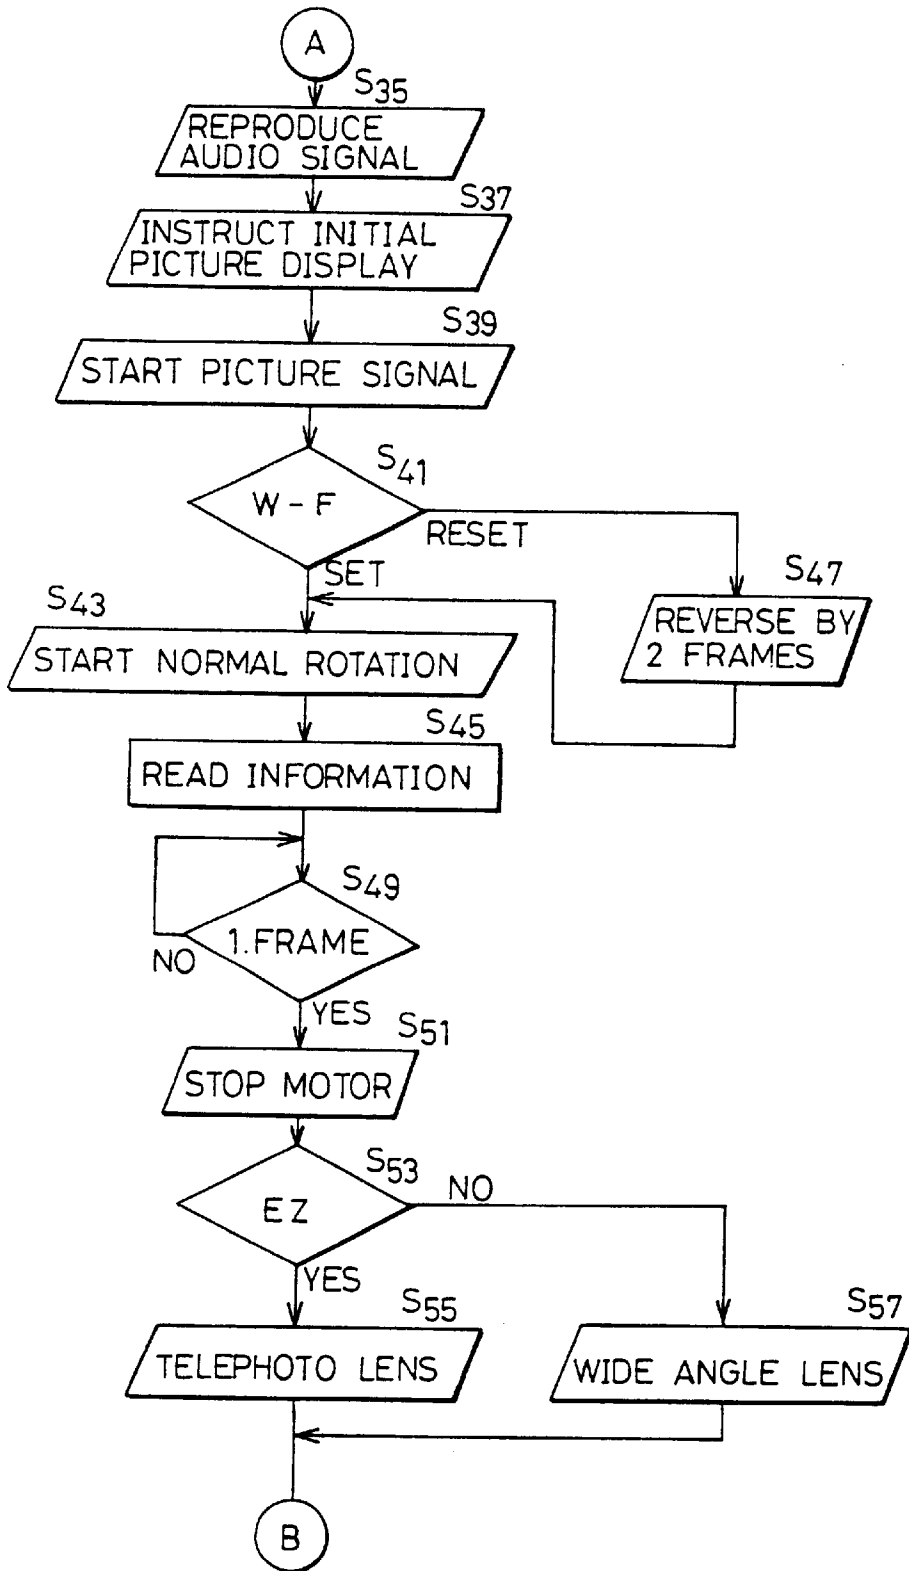 A
S35
REPRODUCE
AUDIO SIGNAL
S37
INSTRUCT INITIAL
PICTURE DISPLAY
S39
START PICTURE SIGNAL
S41
W-F
RESET
SET
S47
REVERSE BY
2 FRAMES
S43
START NORMAL ROTATION
S45
READ INFORMATION
S49
1.FRAME
NO
YES
S51
STOP MOTOR
S53
EZ
NO
YES
S55
TELEPHOTO LENS
S57
WIDE ANGLE LENS
B